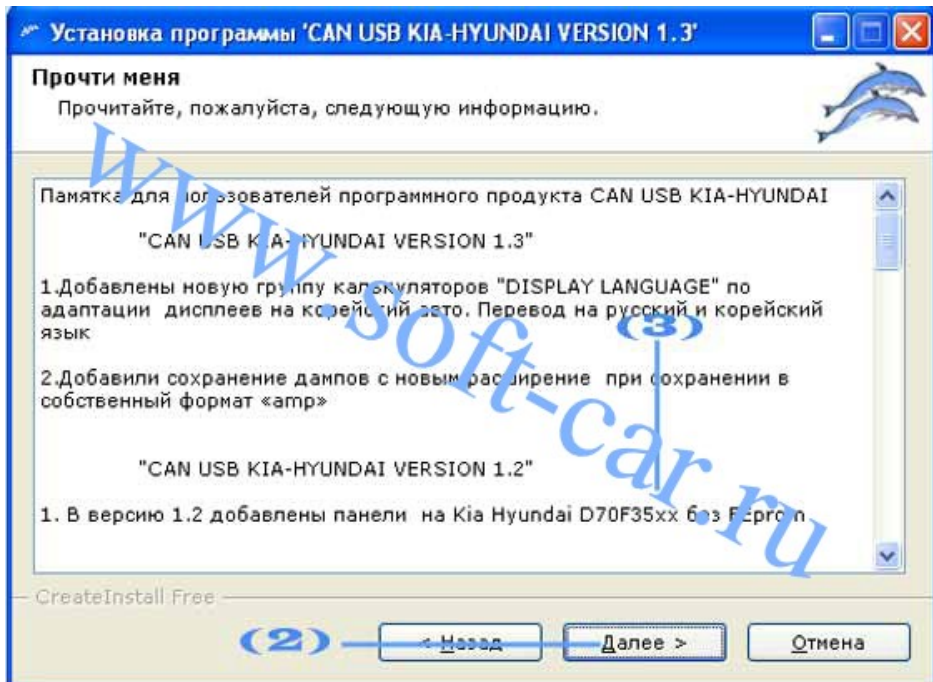 Установка программы 'CAN USB KIA-HYUNDAI VERSION 1.3'
Прочти меня
Прочитайте, пожалуйста, следующую информацию.
Памятка для пользователей программного продукта CAN USB KIA-HYUNDAI
"CAN USB KIA-HYUNDAI VERSION 1.3"
1.Добавлены новую группу калькуляторов "DISPLAY LANGUAGE" по
адаптации дисплеев на корейский авто. Перевод на русский и корейский
язык
(3)
2.Добавили сохранение дампов с новым расширение при сохранении в
собственный формат «amp»
"CAN USB KIA-HYUNDAI VERSION 1.2"
1. В версию 1.2 добавлены панели на Kia Hyundai D70F35xx без EEprom
www.soft-car.ru
CreateInstall Free
(2)
< Назад
Далее >
Отмена